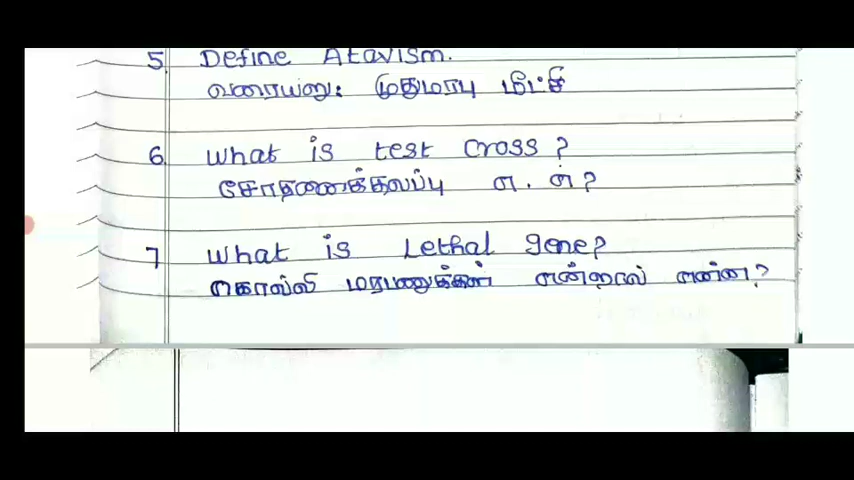 5. Define Atavism.
வரையறு: முதுமரபு மீட்சி
6. What is test cross?
சோதனைக்கலப்பு எ.ன்?
7 What is Lethal gene?
கொல்லி மரபணுக்கள் என்றால் என்ன?